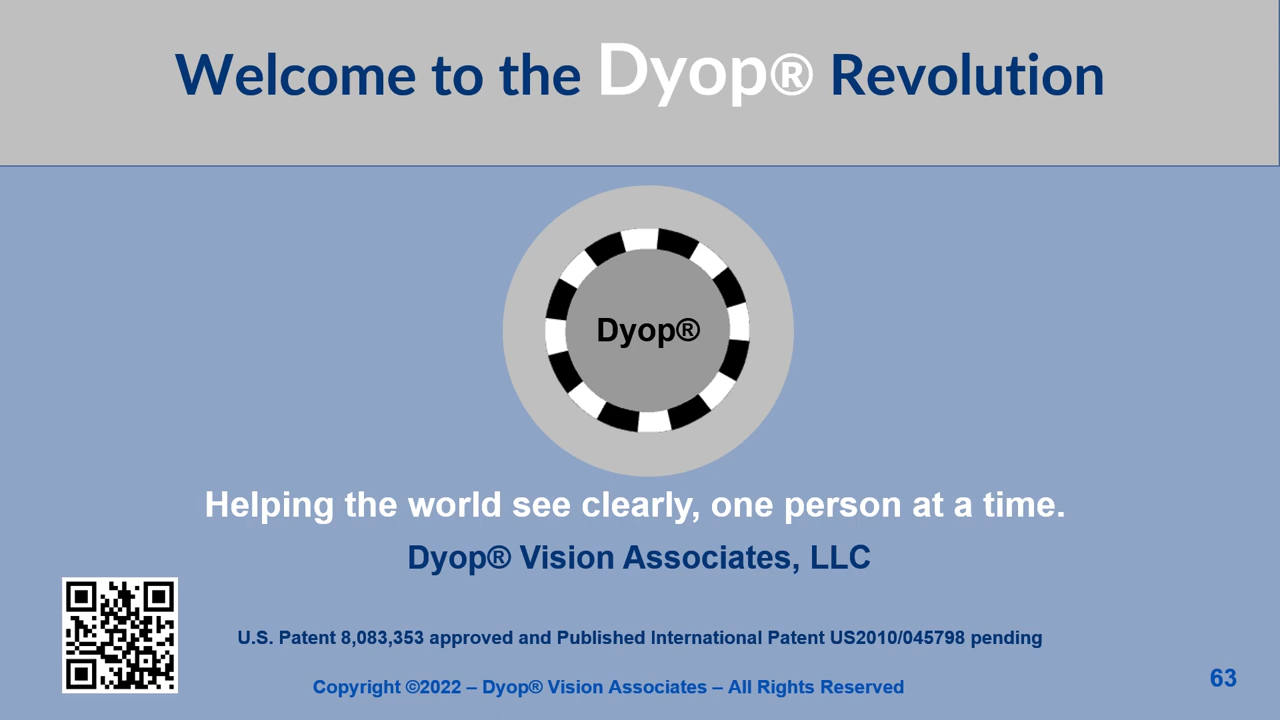 Welcome to the Dyop® Revolution
Dyop®
Helping the world see clearly, one person at a time.
Dyop® Vision Associates, LLC
U.S. Patent 8,083,353 approved and Published International Patent US2010/045798 pending
Copyright ©2022 – Dyop® Vision Associates – All Rights Reserved
63